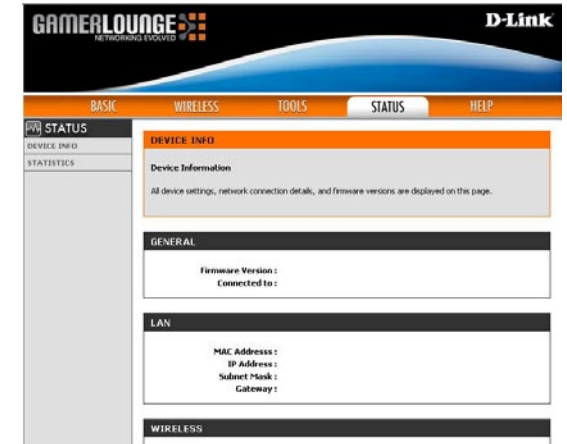 GAMERLOUNGE
NETWORKING EVOLVED
D-Link
BASIC WIRELESS TOOLS STATUS HELP
STATUS
DEVICE INFO
STATISTICS
DEVICE INFO
Device Information
All device settings, network connection details, and firmware versions are displayed on this page.
GENERAL
Firmware Version :
Connected to :
LAN
MAC Addresss :
IP Address :
Subnet Mask :
Gateway :
WIRELESS